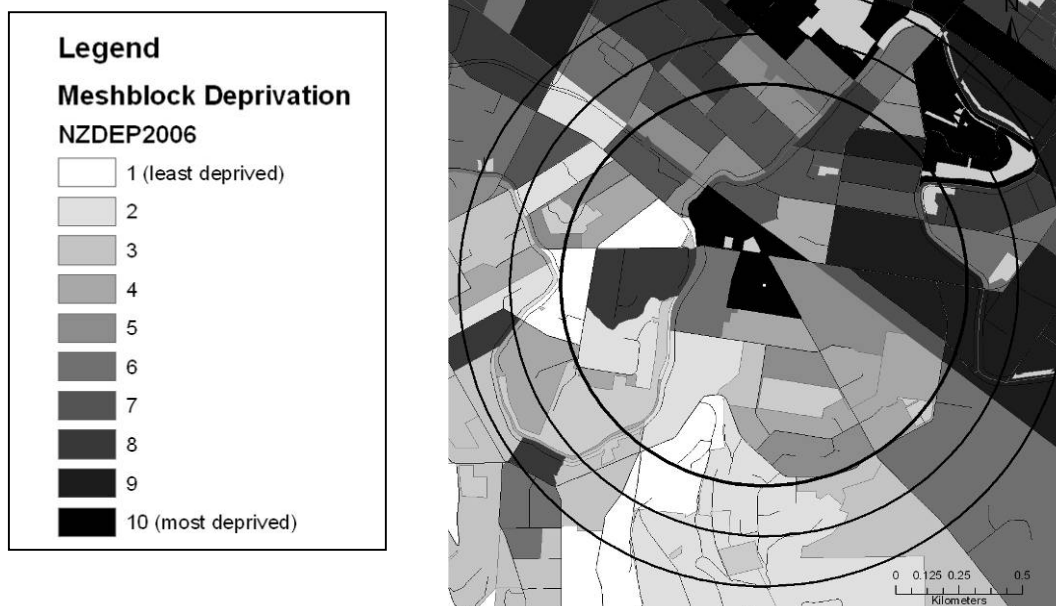 Legend
Meshblock Deprivation
NZDEP2006
1 (least deprived)
2
3
4
5
6
7
8
9
10 (most deprived)
N
0 0.125 0.25 0.5
Kilometers